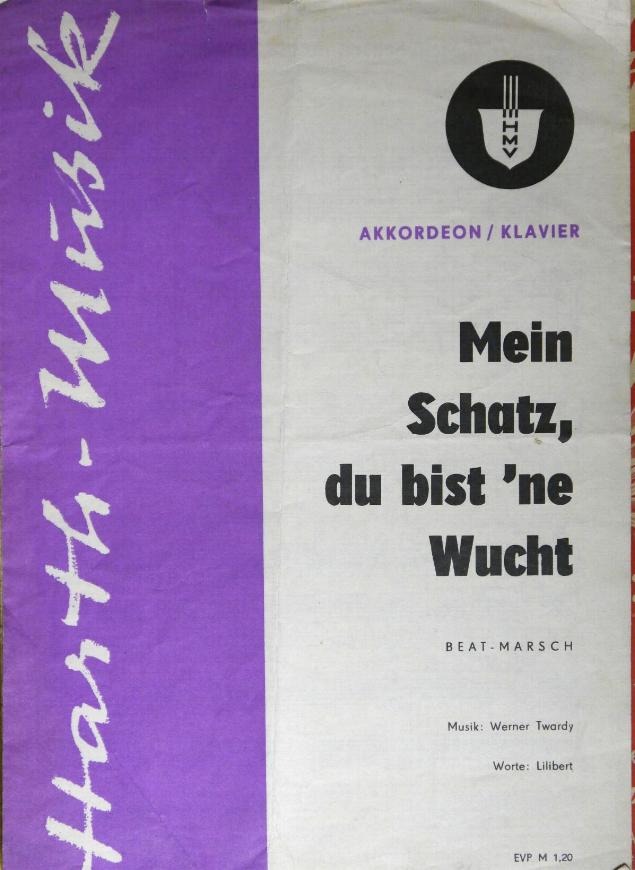 Harth-Musik
HMV
AKKORDEON / KLAVIER
Mein
Schatz,
du bist ’ne
Wucht
BEAT-MARSCH
Musik: Werner Twardy
Worte: Lilibert
EVP M 1,20